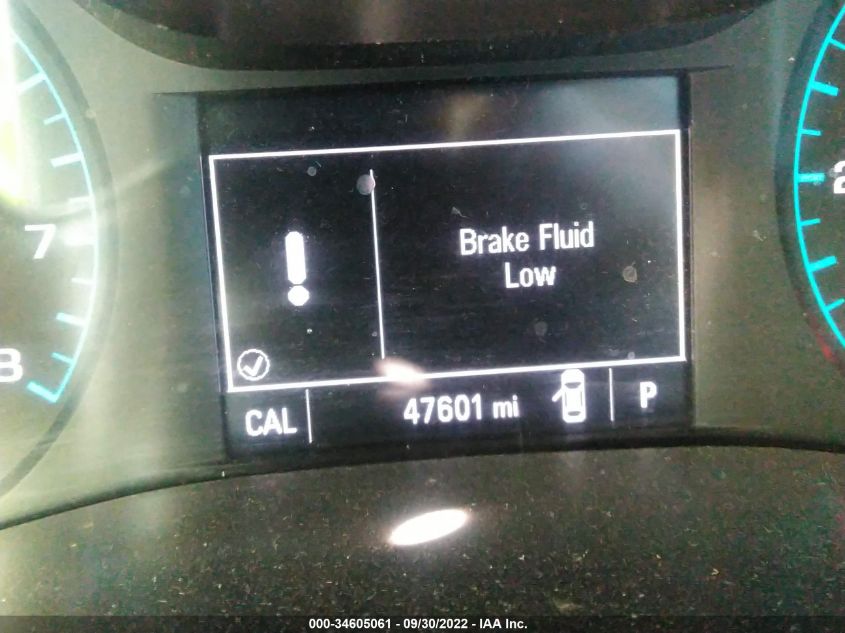 7
8
2
!
Brake Fluid
Low
CAL
47601 mi
P
000-34605061 - 09/30/2022 - IAA Inc.